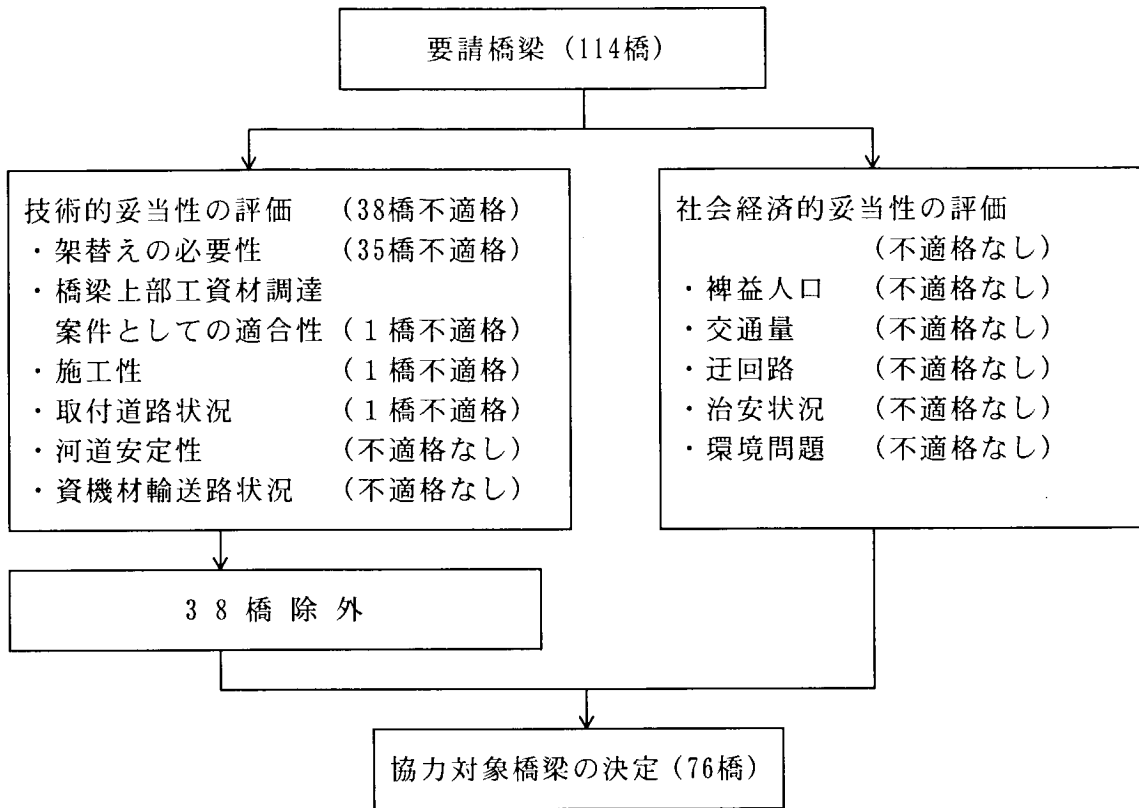 要請橋梁 (114橋)
技術的妥当性の評価 (38橋不適格)
・架替えの必要性 (35橋不適格)
・橋梁上部工資材調達
案件としての適合性 (1橋不適格)
・施工性 (1橋不適格)
・取付道路状況 (1橋不適格)
・河道安定性 (不適格なし)
・資機材輸送路状況 (不適格なし)
社会経済的妥当性の評価
(不適格なし)
・裨益人口 (不適格なし)
・交通量 (不適格なし)
・迂回路 (不適格なし)
・治安状況 (不適格なし)
・環境問題 (不適格なし)
38橋除外
協力対象橋梁の決定 (76橋)